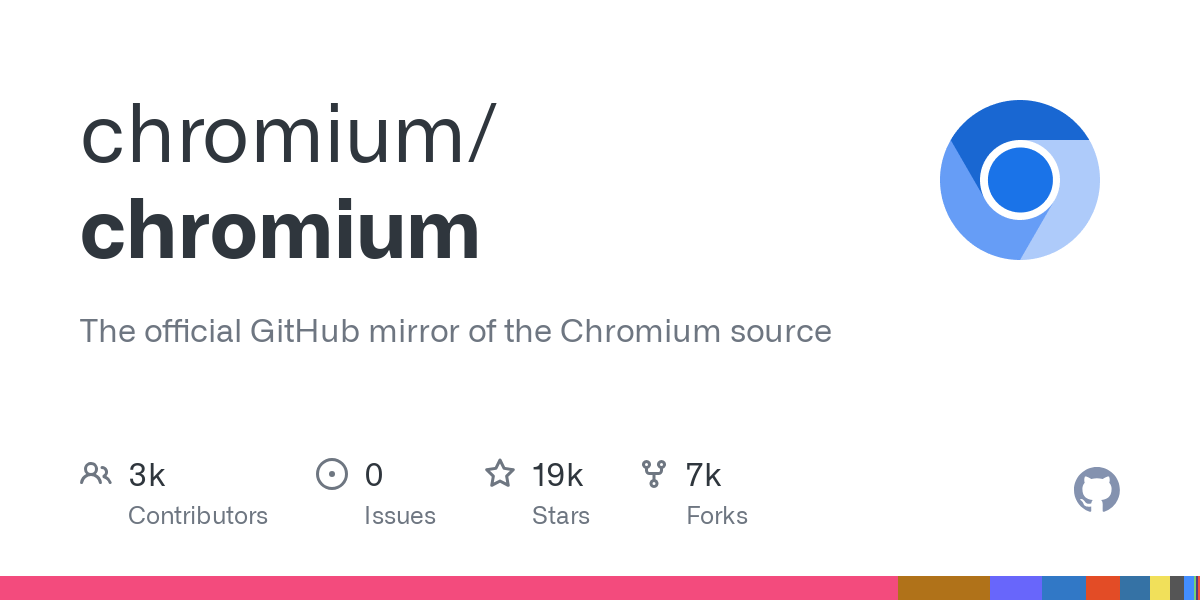 chromium/
chromium
The official GitHub mirror of the Chromium source
3k
Contributors
0
Issues
19k
Stars
7k
Forks